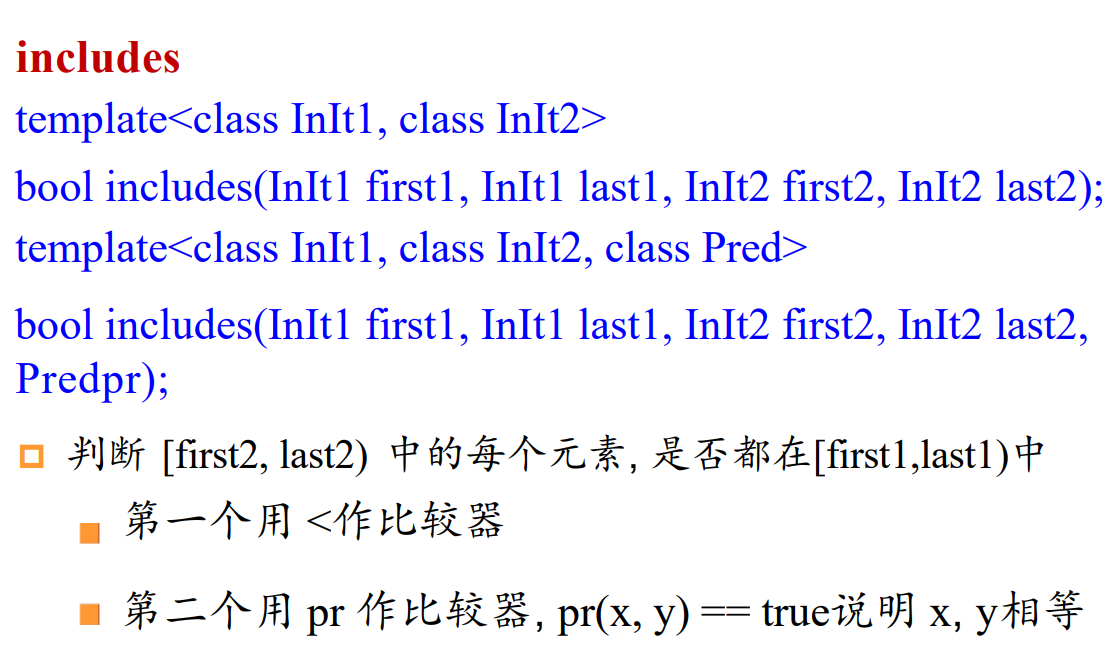 includes
template<class InIt1, class InIt2>
bool includes(InIt1 first1, InIt1 last1, InIt2 first2, InIt2 last2);
template<class InIt1, class InIt2, class Pred>
bool includes(InIt1 first1, InIt1 last1, InIt2 first2, InIt2 last2,
Predpr);
判断 [first2, last2) 中的每个元素, 是否都在[first1,last1)中
第一个用 <作比较器
第二个用 pr 作比较器, pr(x, y) == true说明 x, y相等